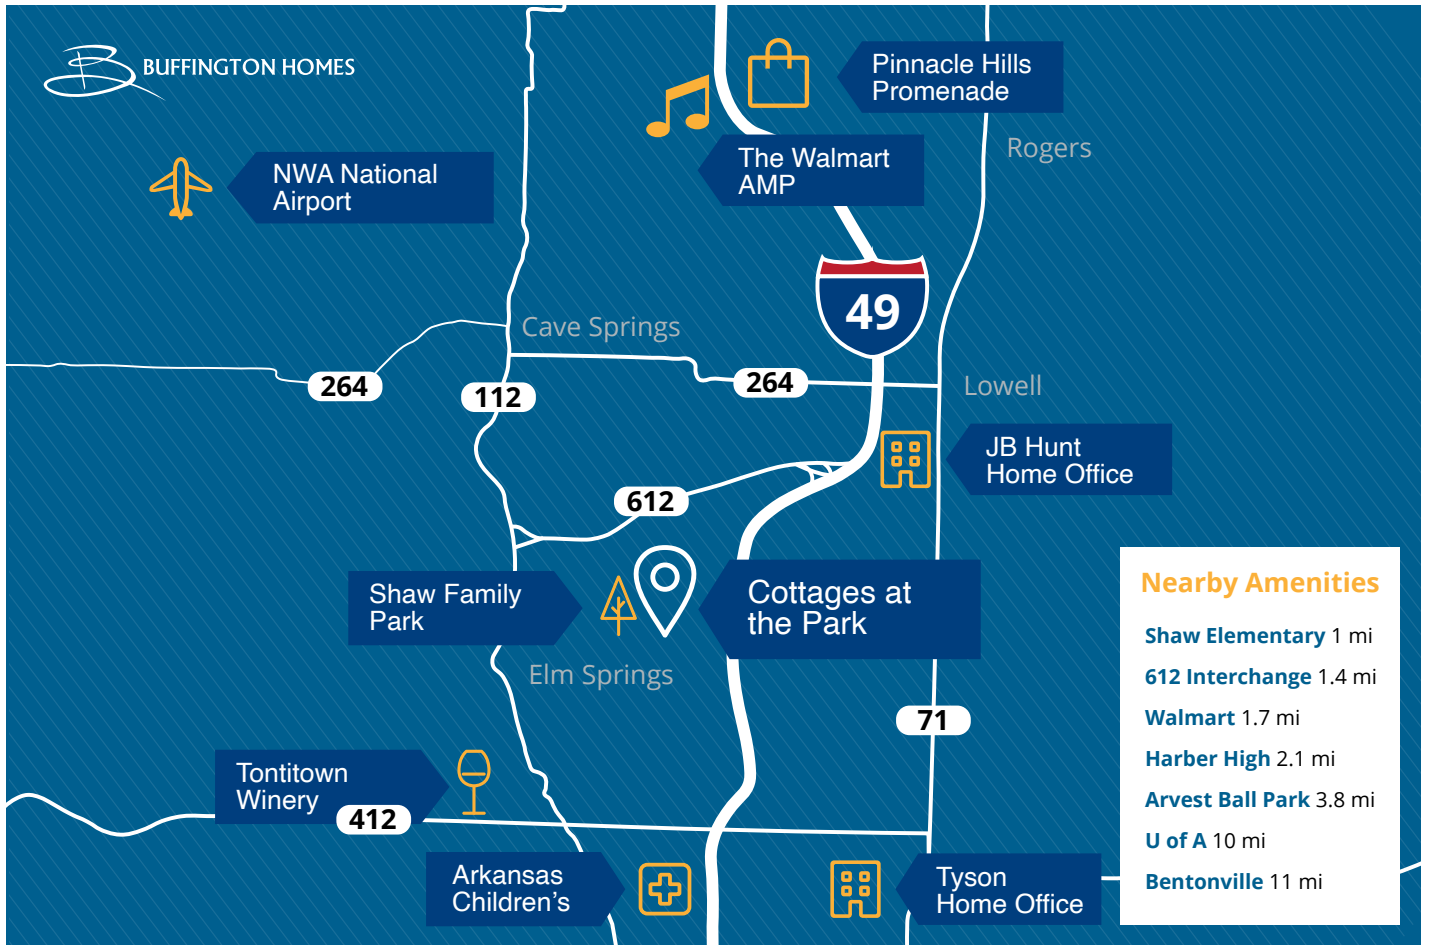 BUFFINGTON HOMES
Pinnacle Hills
Promenade
Rogers
The Walmart
AMP
NWA National
Airport
49
Cave Springs
264
112
264
Lowell
JB Hunt
Home Office
612
Shaw Family
Park
Cottages at
the Park
Elm Springs
71
Tontitown
Winery
412
Arkansas
Children's
Tyson
Home Office
Nearby Amenities
Shaw Elementary 1 mi
612 Interchange 1.4 mi
Walmart 1.7 mi
Harber High 2.1 mi
Arvest Ball Park 3.8 mi
U of A 10 mi
Bentonville 11 mi